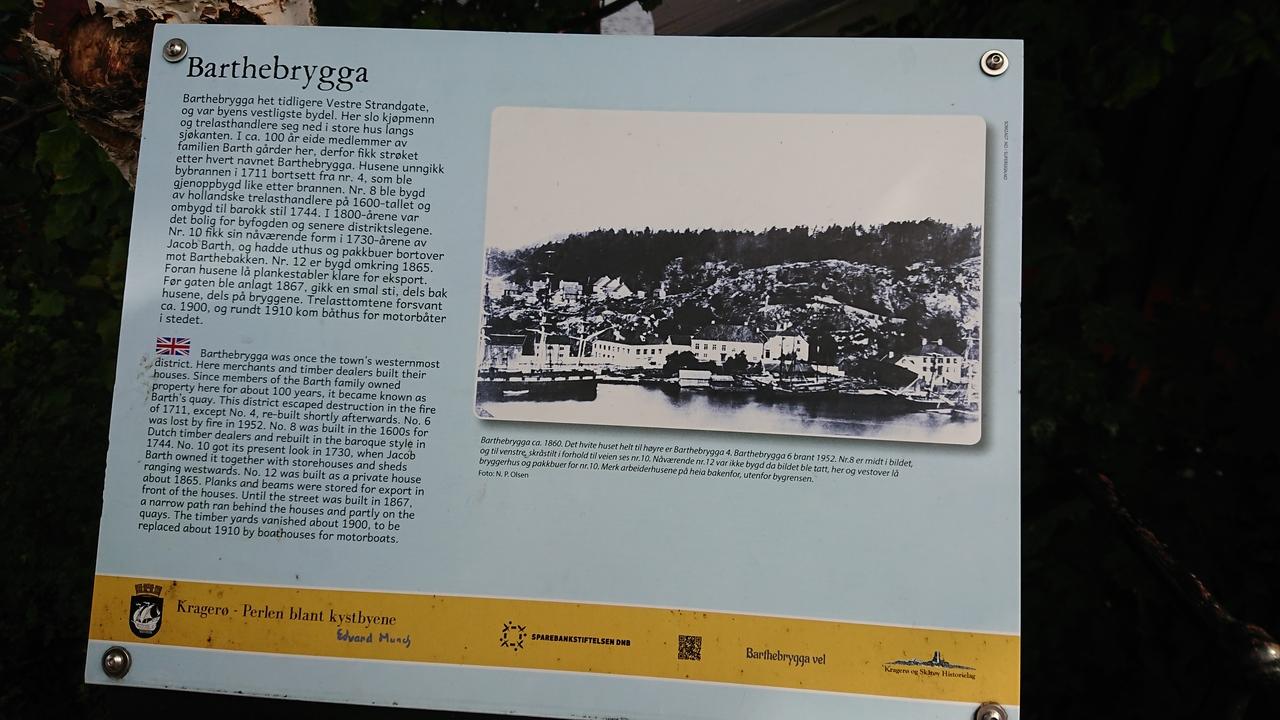 Barthebrygga
Barthebrygga het tidligere Vestre Strandgate,
og var byens vestligste bydel. Her slo kjøpmenn
og trelasthandlere seg ned i store hus langs
sjøkanten. I ca. 100 år eide medlemmer av
familien Barth gårder her, derfor fikk strøket
etter hvert navnet Barthebrygga. Husene unngikk
bybrannen i 1711 bortsett fra nr. 4, som ble
gjenoppbygd like etter brannen. Nr. 8 ble bygd
av hollandske trelasthandlere på 1600-tallet og
ombygd til barokk stil 1744. I 1800-årene var
det bolig for byfogden og senere distriktslegene.
Nr. 10 fikk sin nåværende form i 1730-årene av
Jacob Barth, og hadde uthus og pakkbuer bortover
mot Barthebakken. Nr. 12 er bygd omkring 1865.
Foran husene lå plankestabler klare for eksport.
Før gaten ble anlagt 1867, gikk en smal sti, dels bak
husene, dels på bryggene. Trelasttomtene forsvant
ca. 1900, og rundt 1910 kom båthus for motorbåter
i stedet.
Barthebrygga was once the town's westernmost
district. Here merchants and timber dealers built their
houses. Since members of the Barth family owned
property here for about 100 years, it became known as
Barth's quay. This district escaped destruction in the fire
of 1711, except No. 4, re-built shortly afterwards. No. 6
was lost by fire in 1952. No. 8 was built in the 1600s for
Dutch timber dealers and rebuilt in the baroque style in
1744. No. 10 got its present look in 1730, when Jacob
Barth owned it together with storehouses and sheds
ranging westwards. No. 12 was built as a private house
about 1865. Planks and beams were stored for export in
front of the houses. Until the street was built in 1867,
a narrow path ran behind the houses and partly on the
quays. The timber yards vanished about 1900, to be
replaced about 1910 by boathouses for motorboats.
Barthebrygga ca. 1860. Det hvite huset helt til høyre er Barthebrygga 4. Barthebrygga 6 brant 1952. Nr.8 er midt i bildet,
og til venstre, skråstilt i forhold til veien ses nr.10. Nåværende nr.12 var ikke bygd da bildet ble tatt, her og vestover lå
bryggerhus og pakkbuer for nr.10. Merk arbeiderhusene på heia bakenfor, utenfor bygrensen.
Foto: N. P. Olsen
Kragerø - Perlen blant kystbyene
Edvard Munch
SPAREBANKSTIFTELSEN DNB
Barthebrygga vel
Kragerø og Skåtøy Historielag